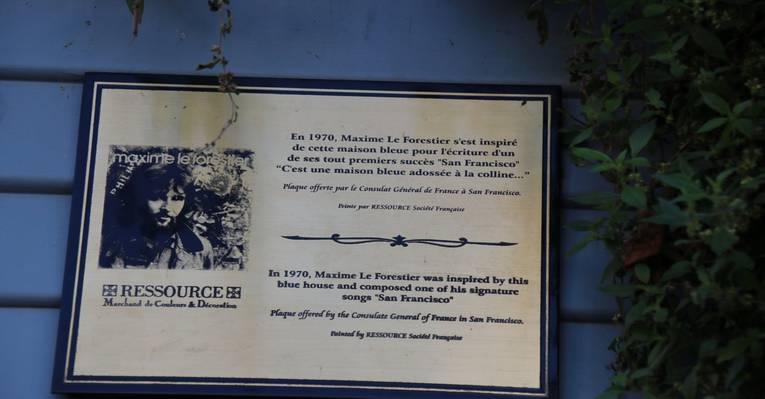 maxime le forestier
RESSOURCE
Marchand de Couleurs & Décoration
En 1970, Maxime Le Forestier s'est inspiré
de cette maison bleue pour l'écriture d'un
de ses tout premiers succès "San Francisco"
"C'est une maison bleue adossée à la colline..."
Plaque offerte par le Consulat Général de France à San Francisco.
Peinte par RESSOURCE Société Française
In 1970, Maxime Le Forestier was inspired by this
blue house and composed one of his signature
songs "San Francisco"
Plaque offered by the Consulate General of France in San Francisco.
Painted by RESSOURCE Société Française